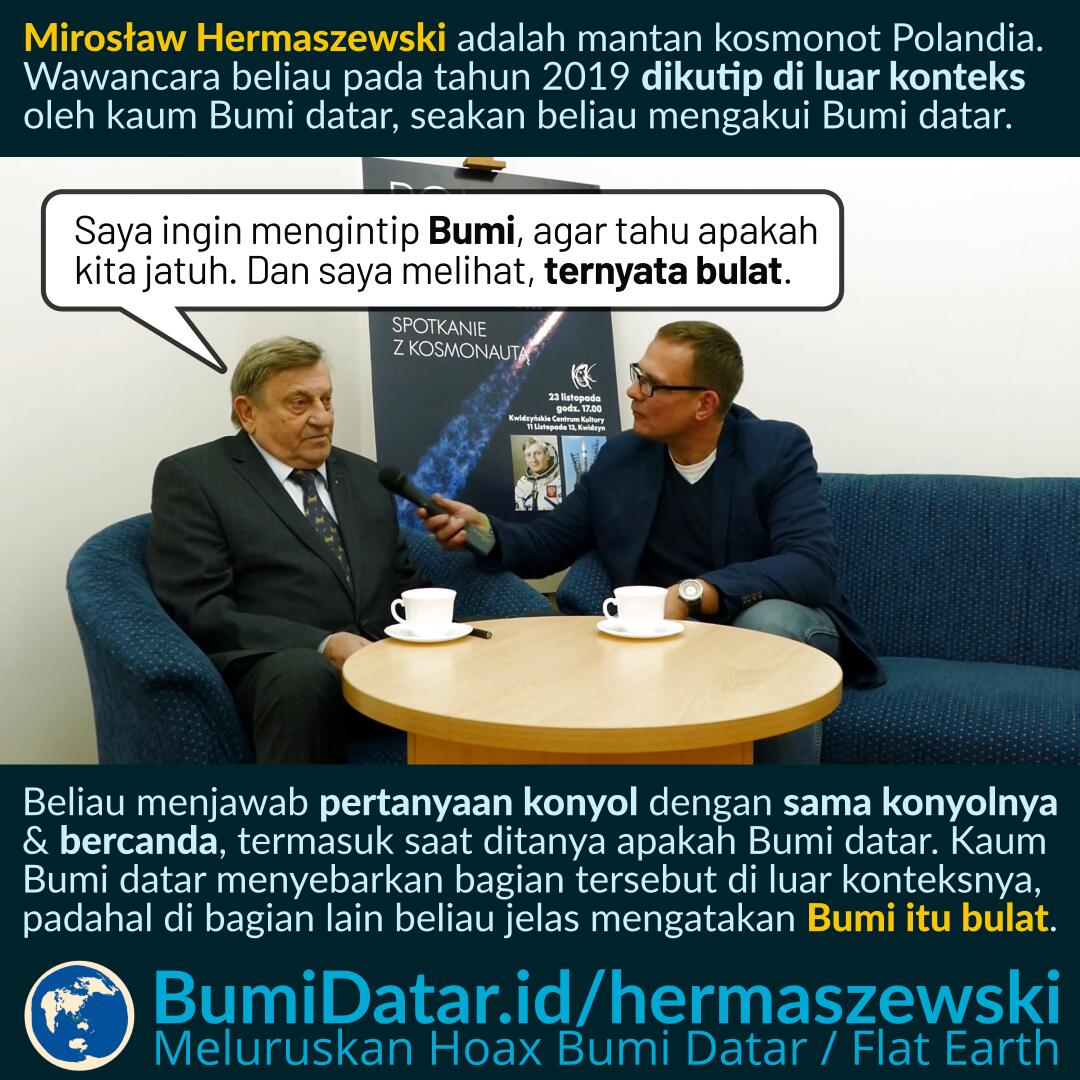 Mirosław Hermaszewski adalah mantan kosmonot Polandia.
Wawancara beliau pada tahun 2019 dikutip di luar konteks
oleh kaum Bumi datar, seakan beliau mengakui Bumi datar.
Saya ingin mengintip Bumi, agar tahu apakah
kita jatuh. Dan saya melihat, ternyata bulat.
SPOTKANIE
Z KOSMONAUTĄ
23 listopada
godz. 17.00
Kwidzyńskie Centrum Kultury
11 Listopada 13, Kwidzyn
Beliau menjawab pertanyaan konyol dengan sama konyolnya
& bercanda, termasuk saat ditanya apakah Bumi datar. Kaum
Bumi datar menyebarkan bagian tersebut di luar konteksnya,
padahal di bagian lain beliau jelas mengatakan Bumi itu bulat.
BumiDatar.id/hermaszewski
Meluruskan Hoax Bumi Datar / Flat Earth